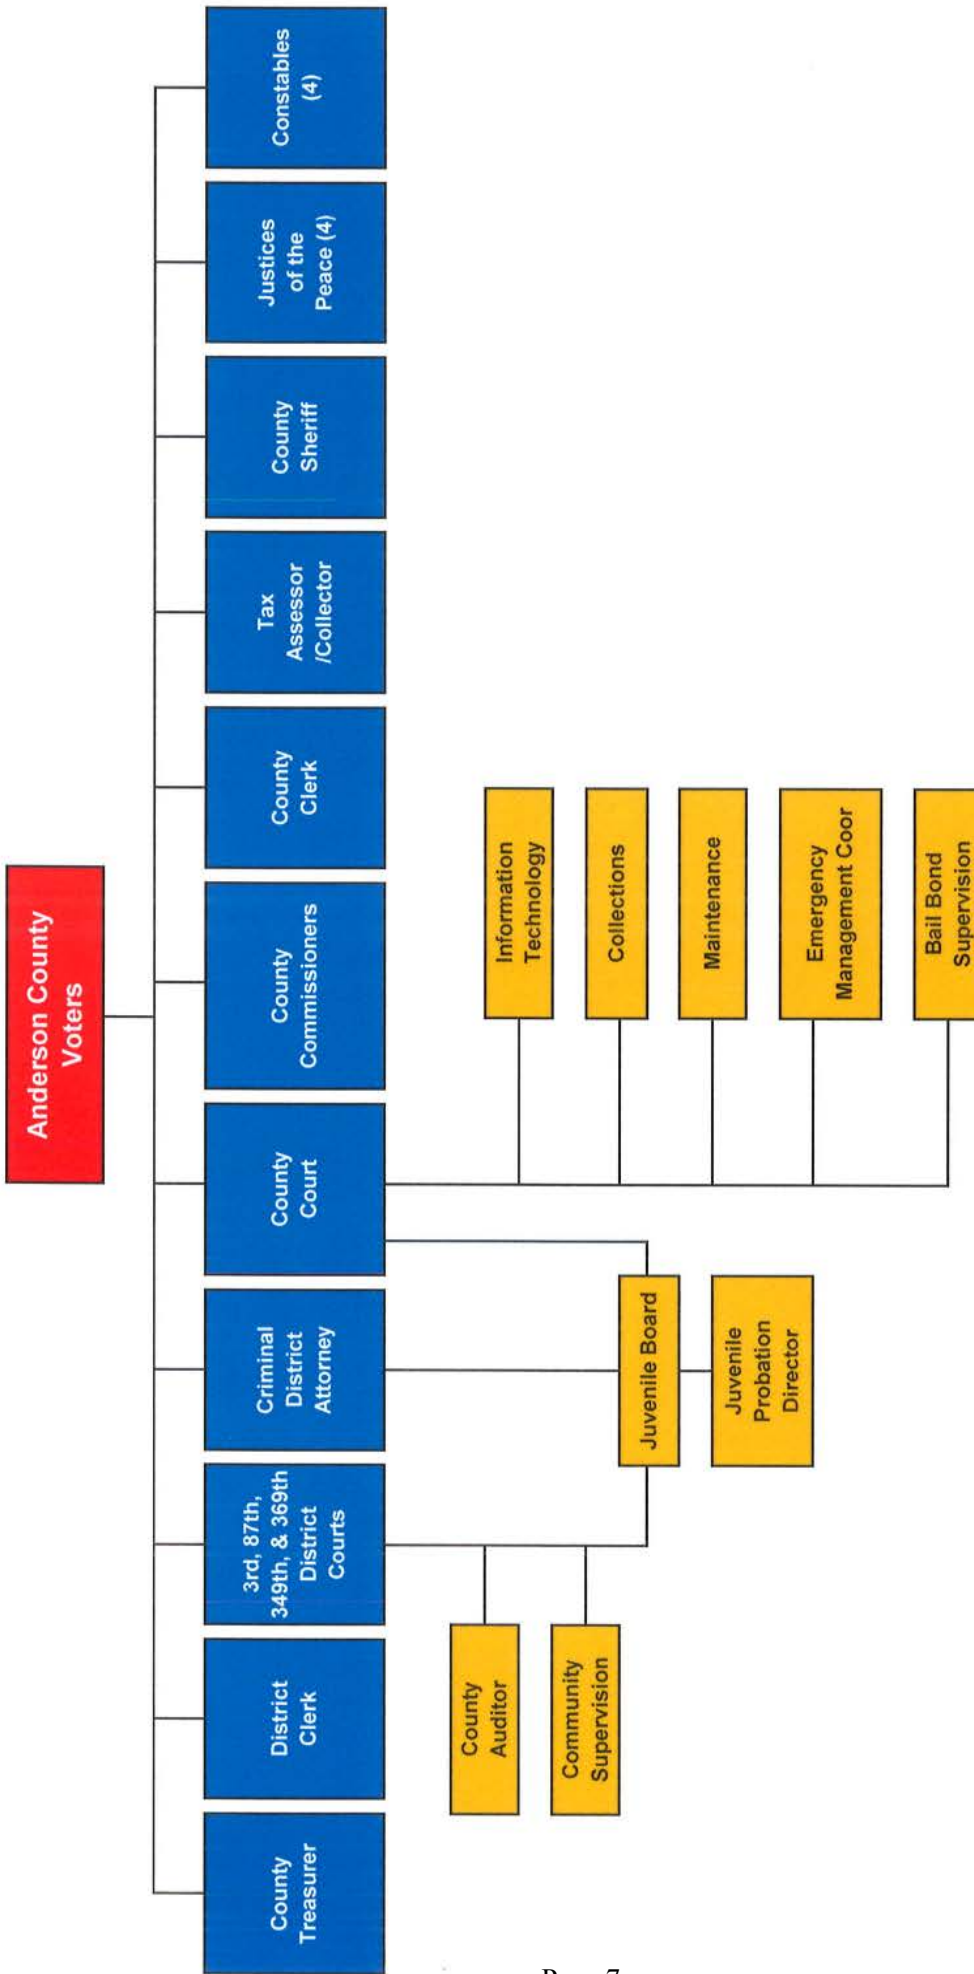 Anderson County
Voters
County
Treasurer
District
Clerk
3rd, 87th,
349th, & 369th
District
Courts
Criminal
District
Attorney
County
Court
County
Commissioners
County
Clerk
Tax
Assessor
/Collector
County
Sheriff
Justices
of the
Peace (4)
Constables
(4)
County
Auditor
Community
Supervision
Juvenile Board
Juvenile
Probation
Director
Information
Technology
Collections
Maintenance
Emergency
Management Coor
Bail Bond
Supervision